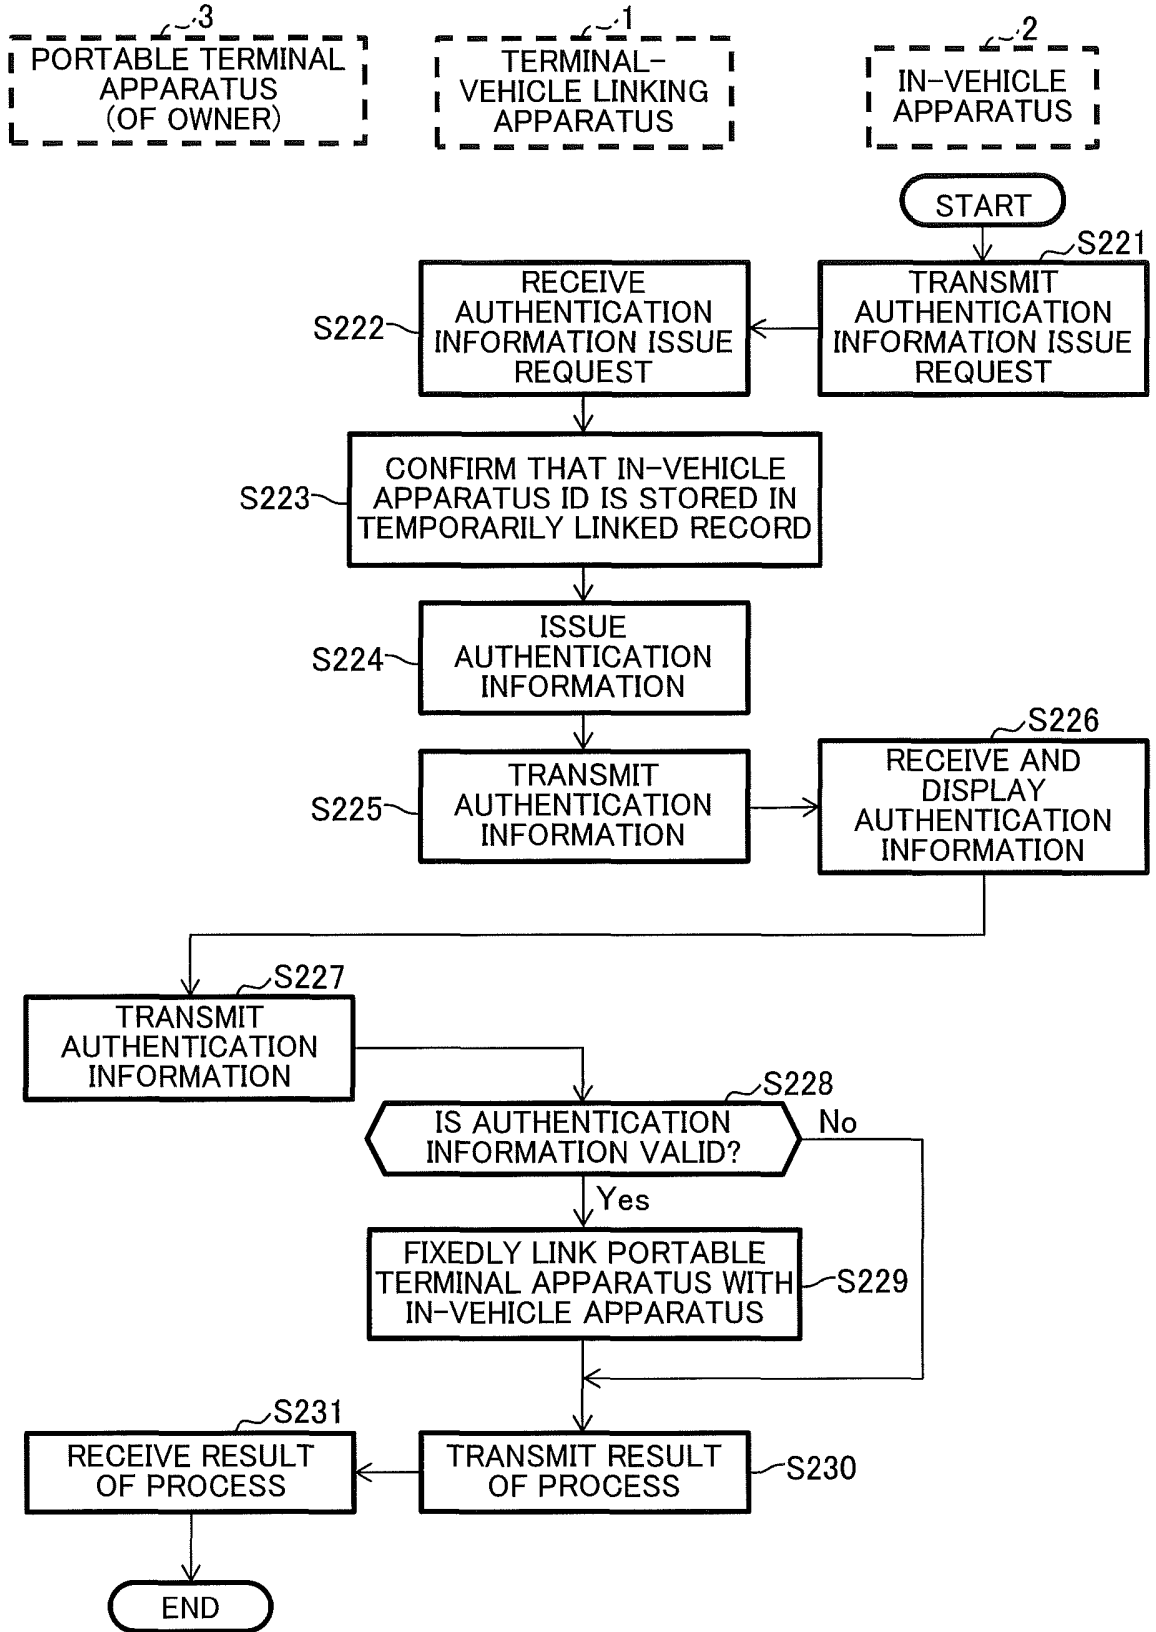 3
PORTABLE TERMINAL
APPARATUS
(OF OWNER)
1
TERMINAL-
VEHICLE LINKING
APPARATUS
2
IN-VEHICLE
APPARATUS
START
S221
TRANSMIT
AUTHENTICATION
INFORMATION ISSUE
REQUEST
S222
RECEIVE
AUTHENTICATION
INFORMATION ISSUE
REQUEST
S223
CONFIRM THAT IN-VEHICLE
APPARATUS ID IS STORED IN
TEMPORARILY LINKED RECORD
S224
ISSUE
AUTHENTICATION
INFORMATION
S225
TRANSMIT
AUTHENTICATION
INFORMATION
S226
RECEIVE AND
DISPLAY
AUTHENTICATION
INFORMATION
S227
TRANSMIT
AUTHENTICATION
INFORMATION
S228
IS AUTHENTICATION
INFORMATION VALID?
No
Yes
FIXEDLY LINK PORTABLE
TERMINAL APPARATUS WITH
IN-VEHICLE APPARATUS
S229
S231
RECEIVE RESULT
OF PROCESS
TRANSMIT RESULT
OF PROCESS
S230
END